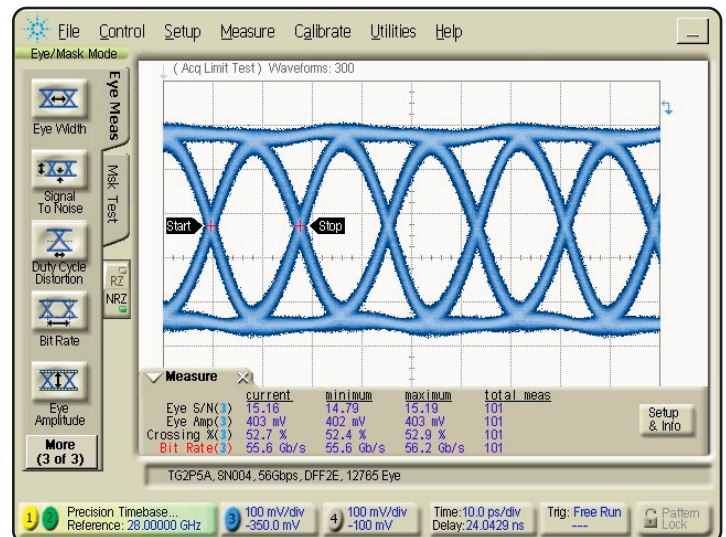 File Control Setup Measure Calibrate Utilities Help
Eye/Mask Mode
( Acq Limit Test ) Waveforms: 300
Eye Meas
Msk Test
Eye Width
Signal
To Noise
Duty Cycle
Distortion
RZ
NRZ
Bit Rate
Eye
Amplitude
More
(3 of 3)
Start
Stop
Measure
current minimum maximum total meas
Eye S/N(3) 15.16 14.79 15.19 101
Eye Amp(3) 403 mV 402 mV 403 mV 101
Crossing %(3) 52.7 % 52.4 % 52.9 % 101
Bit Rate(3) 55.6 Gb/s 55.6 Gb/s 56.2 Gb/s 101
Setup
& Info
TG2P5A, SN004, 56Gbps, DFF2E, 12765 Eye
1 2 Precision Timebase...
Reference: 28.00000 GHz
3 100 mV/div
-350.0 mV
4 100 mV/div
-100 mV
Time:10.0 ps/div
Delay:24.0429 ns
Trig: Free Run
---
Pattern
Lock